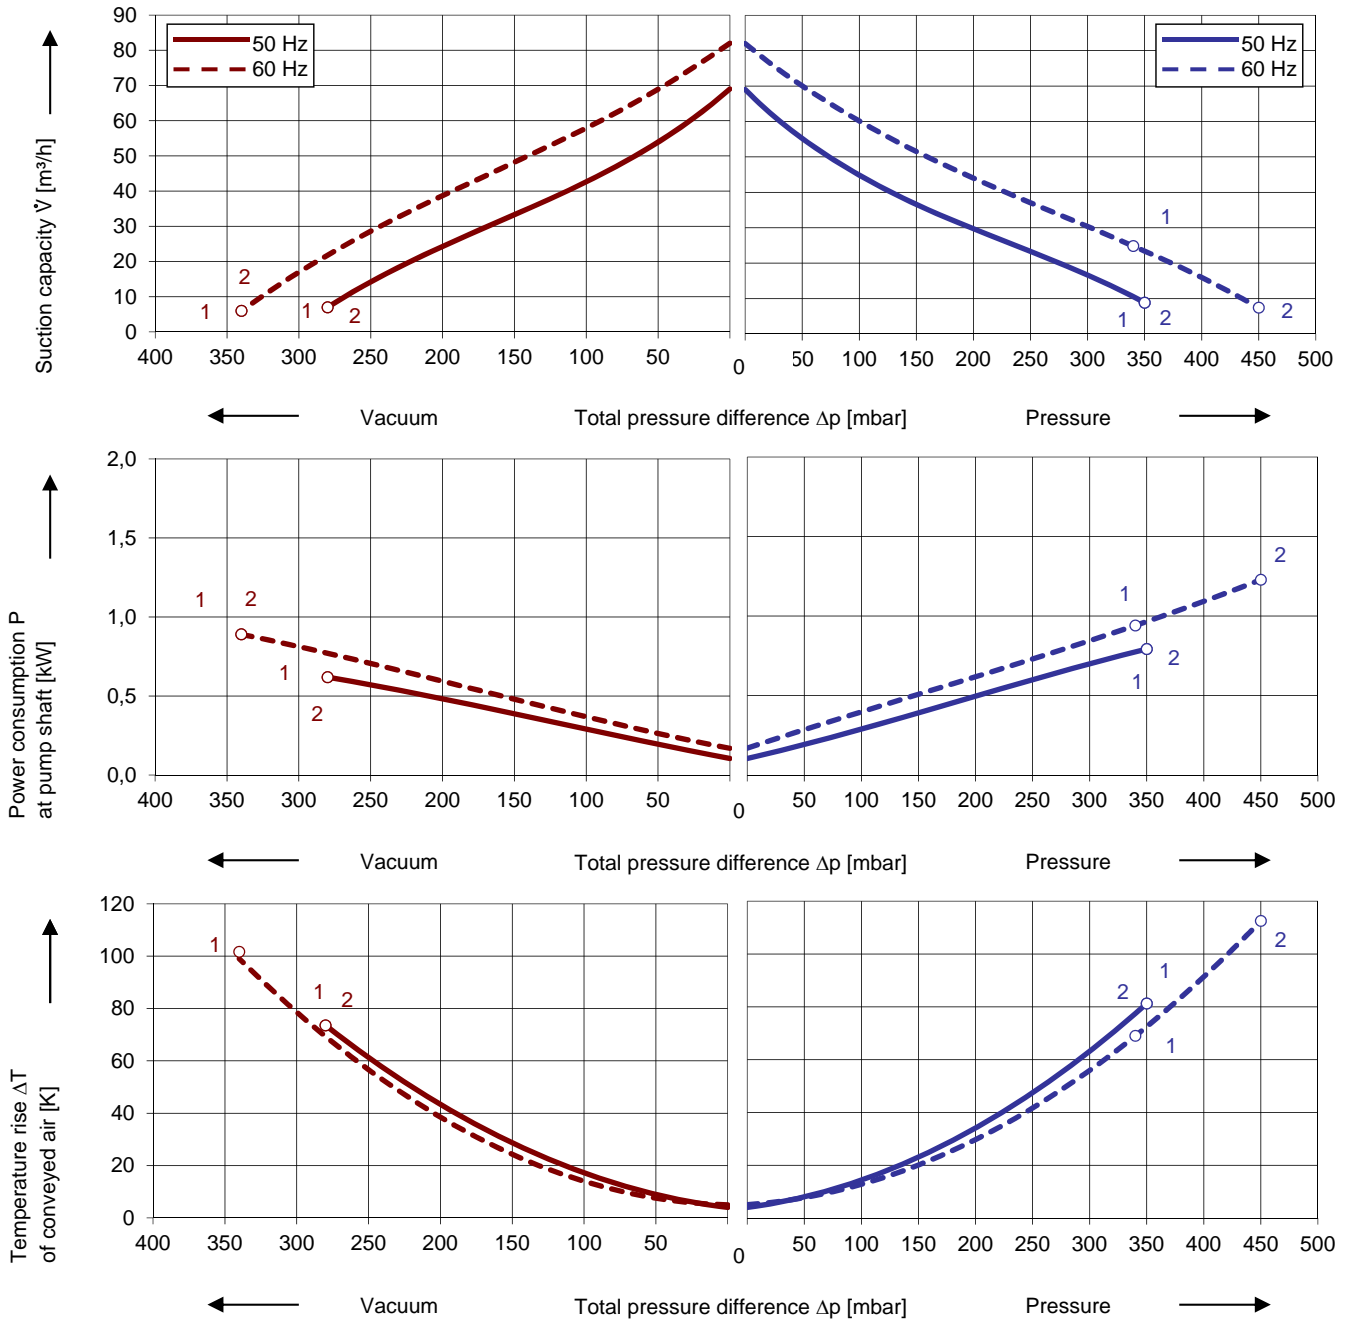 Suction capacity V̇ [m³/h]
90
80
70
60
50
40
30
20
10
0
50 Hz
60 Hz
50 Hz
60 Hz
2
1
1
2
1
1
2
2
400 350 300 250 200 150 100 50 0 50 100 150 200 250 300 350 400 450 500
Vacuum Total pressure difference Δp [mbar] Pressure
Power consumption P
at pump shaft [kW]
2,0
1,5
1,0
0,5
0,0
1 2
1
2
1
2
2
1
400 350 300 250 200 150 100 50 0 50 100 150 200 250 300 350 400 450 500
Vacuum Total pressure difference Δp [mbar] Pressure
Temperature rise ΔT
of conveyed air [K]
120
100
80
60
40
20
0
1
1 2
1
2
2
1
400 350 300 250 200 150 100 50 0 50 100 150 200 250 300 350 400 450 500
Vacuum Total pressure difference Δp [mbar] Pressure